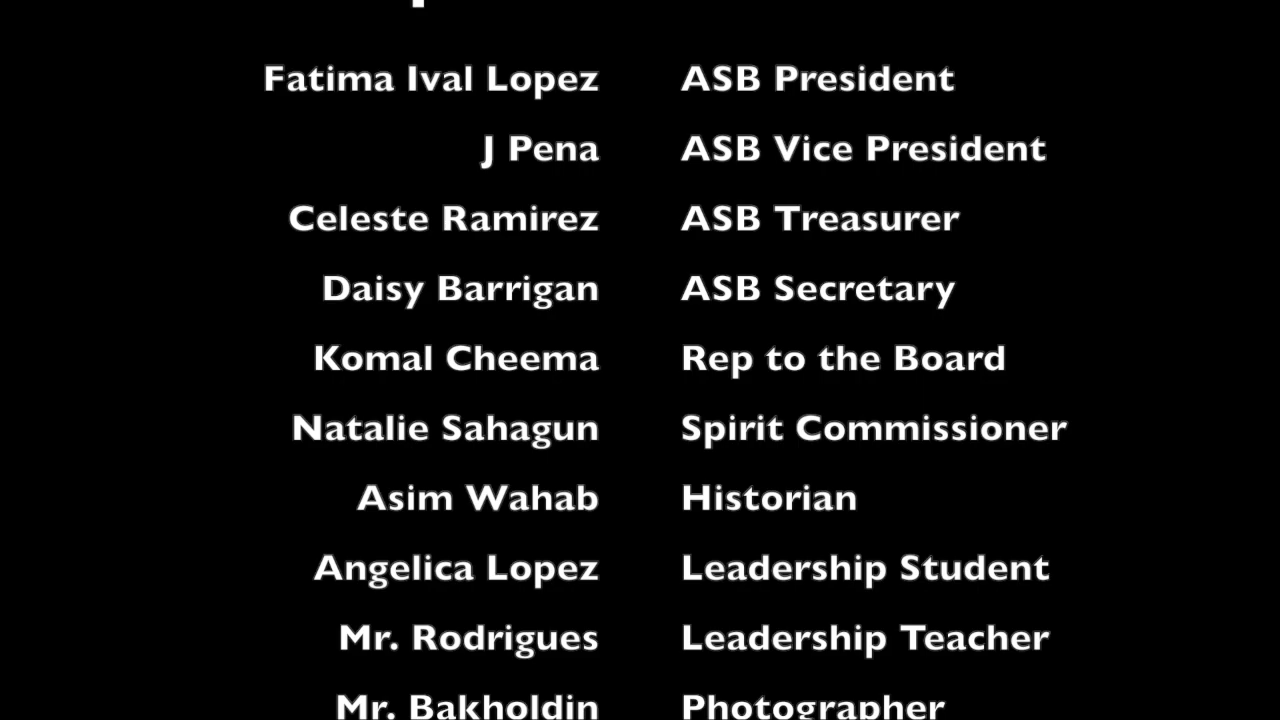 Fatima Ival Lopez ASB President
J Pena ASB Vice President
Celeste Ramirez ASB Treasurer
Daisy Barrigan ASB Secretary
Komal Cheema Rep to the Board
Natalie Sahagun Spirit Commissioner
Asim Wahab Historian
Angelica Lopez Leadership Student
Mr. Rodrigues Leadership Teacher
Mr. Bakholdin Photographer